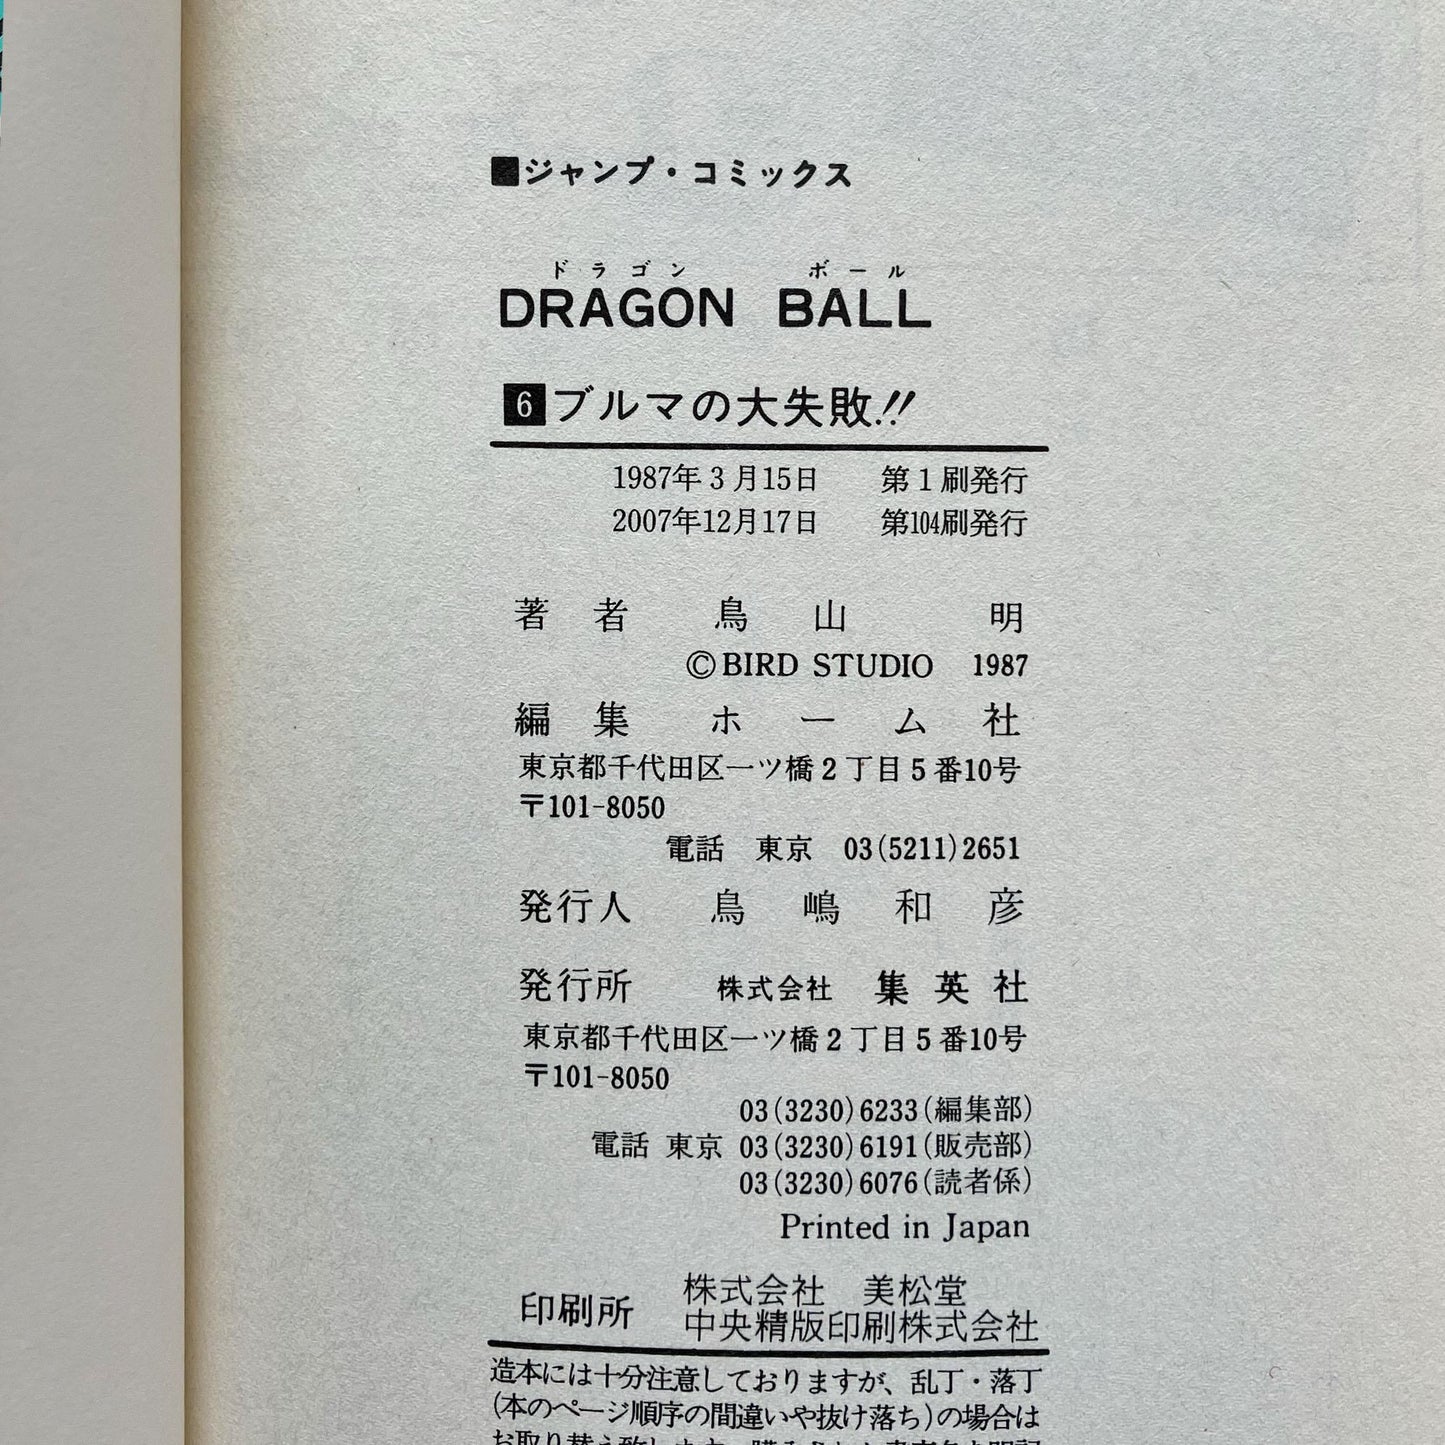 ■ジャンプ・コミックス
ドラゴン ボール
DRAGON BALL
6 ブルマの大失敗!!
1987年3月15日 第1刷発行
2007年12月17日 第104刷発行
著者 鳥山 明
©BIRD STUDIO 1987
編集 ホーム社
東京都千代田区一ツ橋2丁目5番10号
〒101-8050
電話 東京 03(5211)2651
発行人 鳥嶋和彦
発行所 株式会社 集英社
東京都千代田区一ツ橋2丁目5番10号
〒101-8050
03(3230)6233(編集部)
電話 東京 03(3230)6191(販売部)
03(3230)6076(読者係)
Printed in Japan
印刷所 株式会社 美松堂
中央精版印刷株式会社
造本には十分注意しておりますが、乱丁・落丁
(本のページ順序の間違いや抜け落ち)の場合は
お取り替え致します。